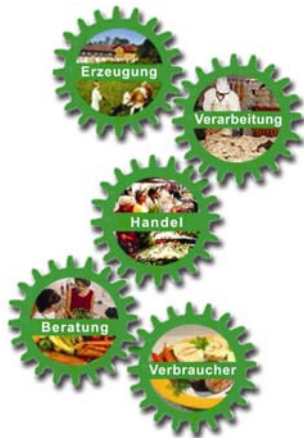 Erzeugung
Verarbeitung
Handel
Beratung
Verbraucher